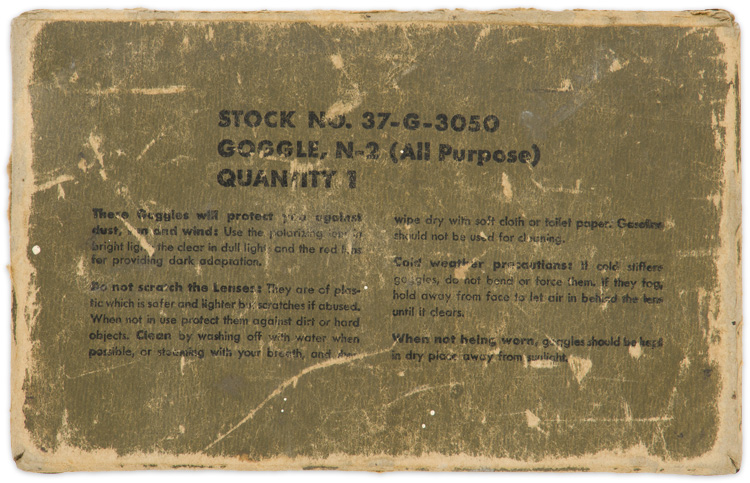 STOCK NO. 37-G-3050
GOGGLE, N-2 (All Purpose)
QUANTITY 1
These Goggles will protect you against
dust, sun and wind: Use the polarizing lens in
bright light, the clear in dull light and the red lens
for providing dark adaptation.
Do not scratch the Lenses: They are of plas-
tic which is safer and lighter but scratches if abused.
When not in use protect them against dirt or hard
objects. Clean by washing off with water when
possible, or steaming with your breath, and then
wipe dry with soft cloth or toilet paper. Gasoline
should not be used for cleaning.
Cold weather precautions: If cold stiffens
goggles, do not bend or force them. If they fog,
hold away from face to let air in behind the lens
until it clears.
When not being worn, goggles should be kept
in dry place away from sunlight.